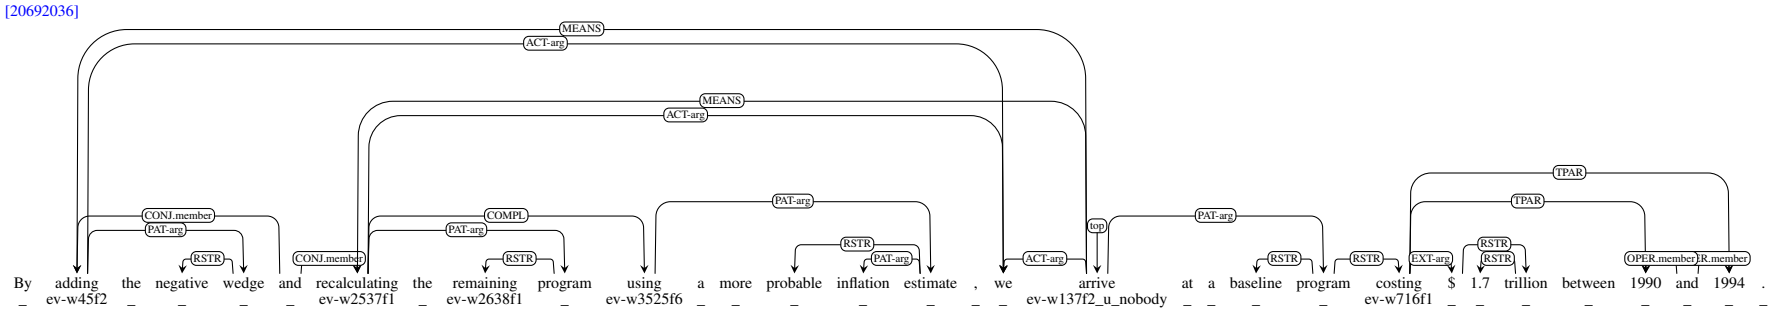 [20692036]
MEANS
ACT-arg
MEANS
ACT-arg
TPAR
PAT-arg TPAR
CONJ.member COMPL PAT-arg
PAT-arg PAT-arg top
RSTR RSTR
RSTR CONJ.member RSTR PAT-arg ACT-arg RSTR RSTR EXT-arg RSTR OPER.member ER.member
By adding the negative wedge and recalculating the remaining program using a more probable inflation estimate , we arrive at a baseline program costing $ 1.7 trillion between 1990 and 1994 .
_ ev-w45f2 _ _ _ _ ev-w2537f1 _ ev-w2638f1 _ ev-w3525f6 _ _ _ _ _ _ _ ev-w137f2_u_nobody _ _ _ _ ev-w716f1 _ _ _ _ _ _ _ _